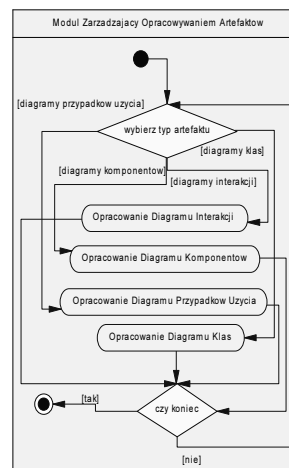 Modul Zarzadzajacy Opracowywaniem Artefaktow
[diagramy przypadkow uzycia]
wybierz typ artefaktu
[diagramy klas]
[diagramy komponentow]
[diagramy interakcji]
Opracowanie Diagramu Interakcji
Opracowanie Diagramu Komponentow
Opracowanie Diagramu Przypadkow Uzycia
Opracowanie Diagramu Klas
[tak]
czy koniec
[nie]